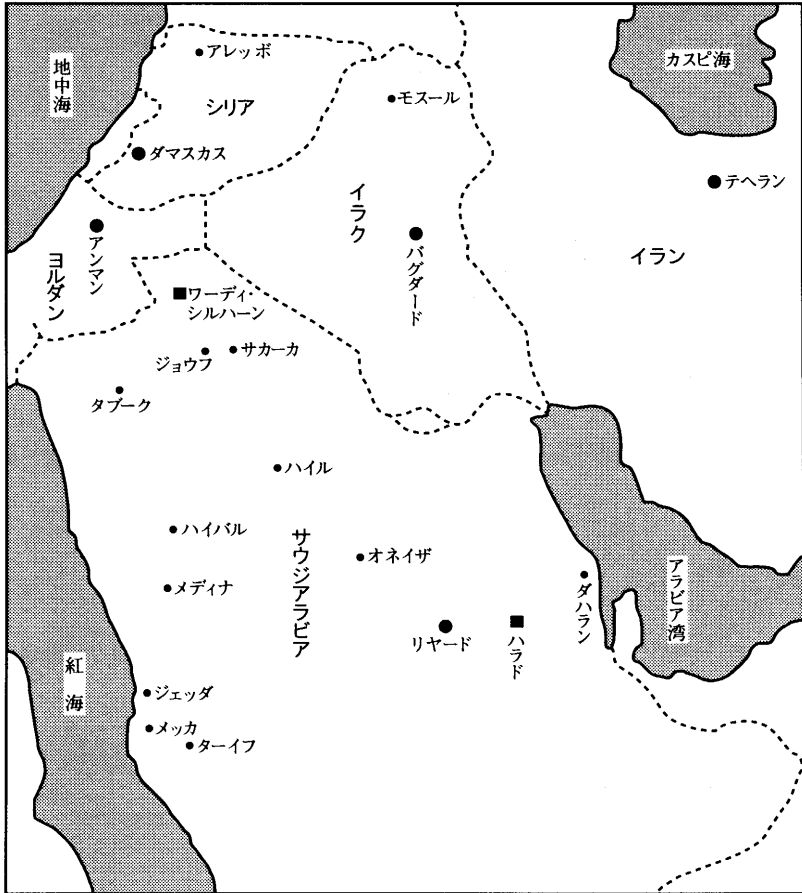 アレッボ
地中海
カスピ海
モスール
シリア
ダマスカス
テヘラン
イラク
アンマン
バグダード
イラン
ヨルダン
ワーディ・
シルハーン
ジョウフ
サカーカ
タブーク
ハイル
ハイバル
サウジアラビア
オネイザ
アラビア湾
メディナ
ダハラン
リヤード
ハラド
紅海
ジェッダ
メッカ
ターイフ